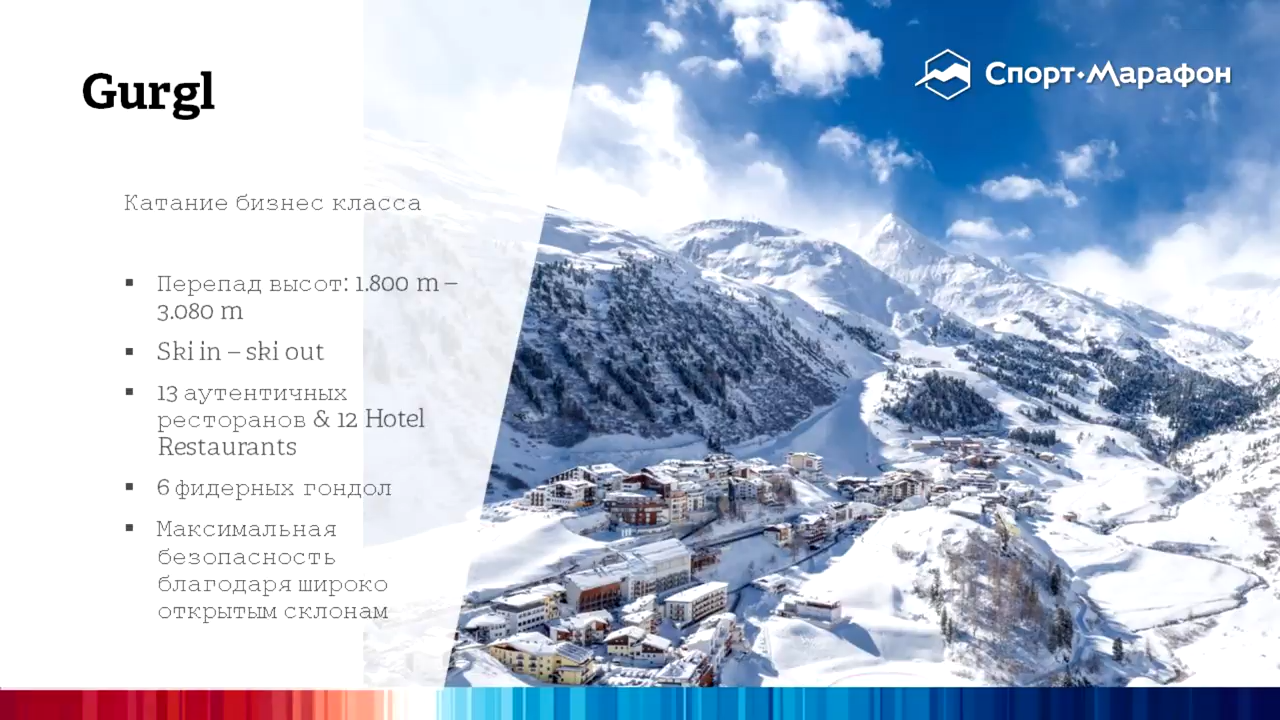 Gurgl
Спорт·Марафон
Катание бизнес класса
▪ Перепад высот: 1.800 m –
3.080 m
▪ Ski in – ski out
▪ 13 аутентичных
ресторанов & 12 Hotel
Restaurants
▪ 6 фидерных гондол
▪ Максимальная
безопасность
благодаря широко
открытым склонам